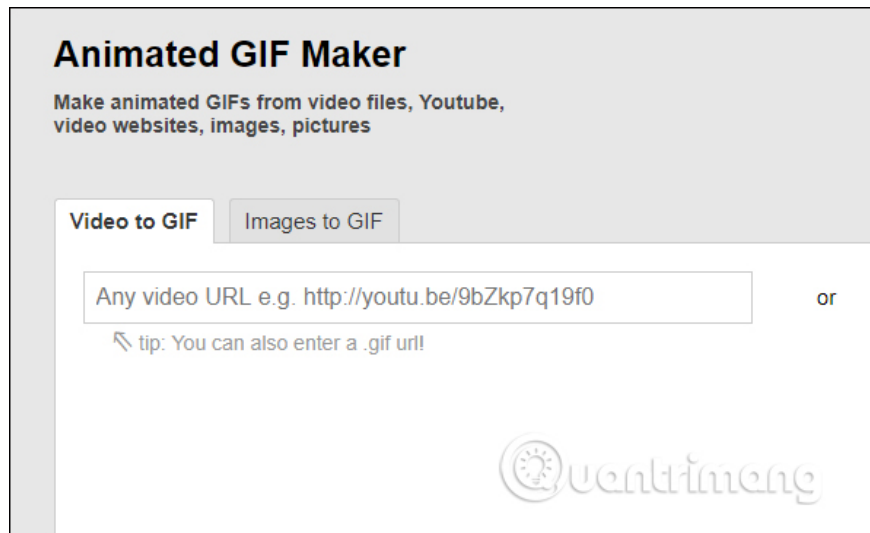 Animated GIF Maker
Make animated GIFs from video files, Youtube,
video websites, images, pictures
Video to GIF
Images to GIF
Any video URL e.g. http://youtu.be/9bZkp7q19f0
or
tip: You can also enter a .gif url!
Quantrimang